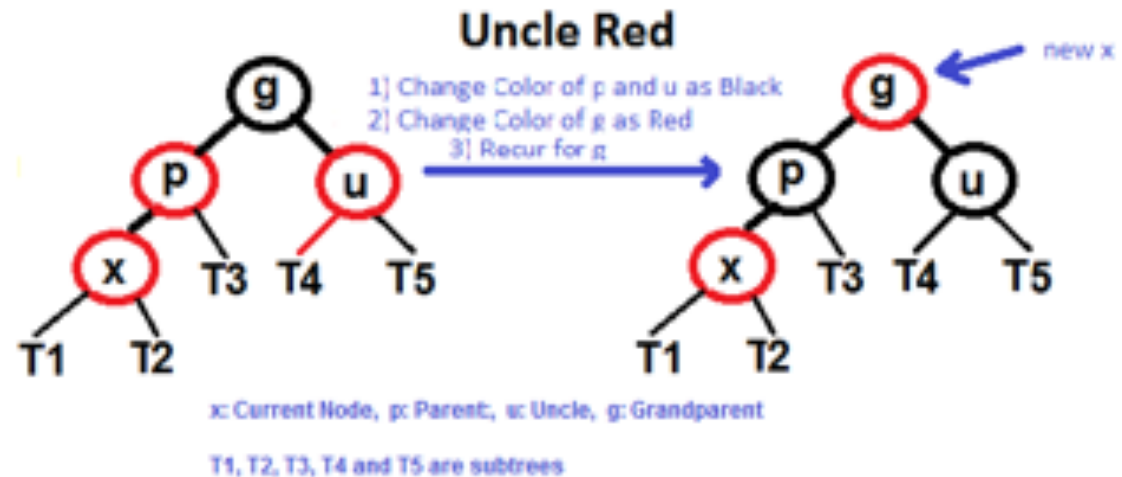 Uncle Red
1) Change Color of p and u as Black
2) Change Color of g as Red
3) Recur for g
new x
g
p
u
x
T3
T4
T5
T1
T2
g
p
u
x
T3
T4
T5
T1
T2
x: Current Node, p: Parent:, u: Uncle, g: Grandparent
T1, T2, T3, T4 and T5 are subtrees